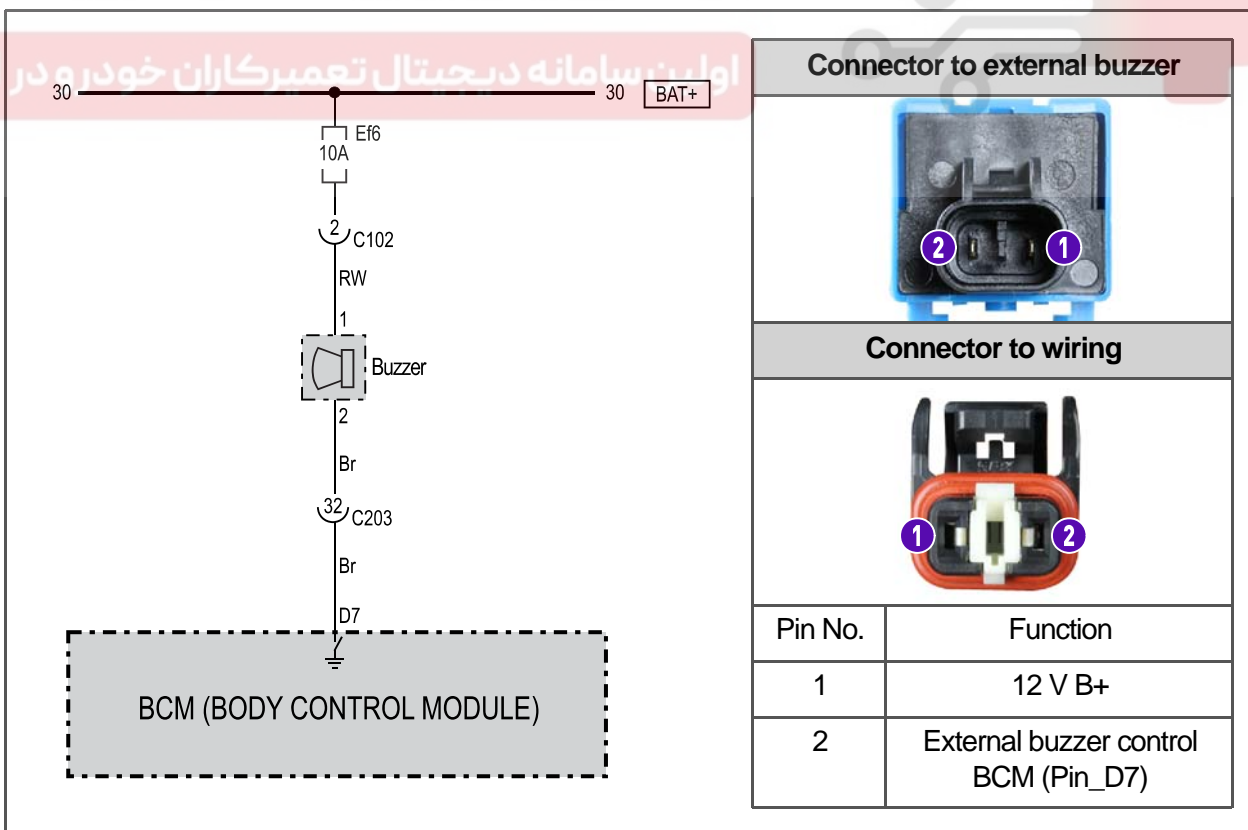 اولین سامانه دیجیتال تعمیرکاران خودرو در
30
30 BAT+
Ef6
10A
2
C102
RW
1
Buzzer
2
Br
32
C203
Br
D7
BCM (BODY CONTROL MODULE)
Connector to external buzzer
2 1
Connector to wiring
1 2
Pin No. Function
1 12 V B+
2 External buzzer control
BCM (Pin_D7)